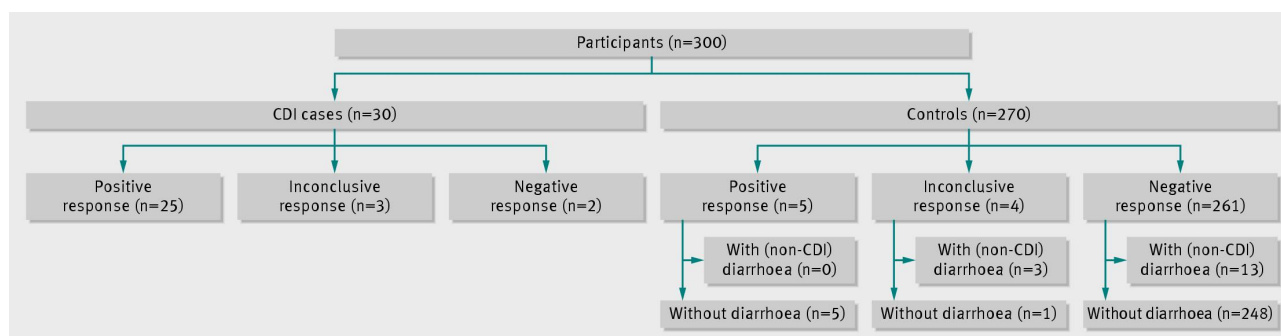 Participants (n=300)
CDI cases (n=30)
Controls (n=270)
Positive
response (n=25)
Inconclusive
response (n=3)
Negative
response (n=2)
Positive
response (n=5)
Inconclusive
response (n=4)
Negative
response (n=261)
With (non-CDI)
diarrhoea (n=0)
With (non-CDI)
diarrhoea (n=3)
With (non-CDI)
diarrhoea (n=13)
Without diarrhoea (n=5)
Without diarrhoea (n=1)
Without diarrhoea (n=248)